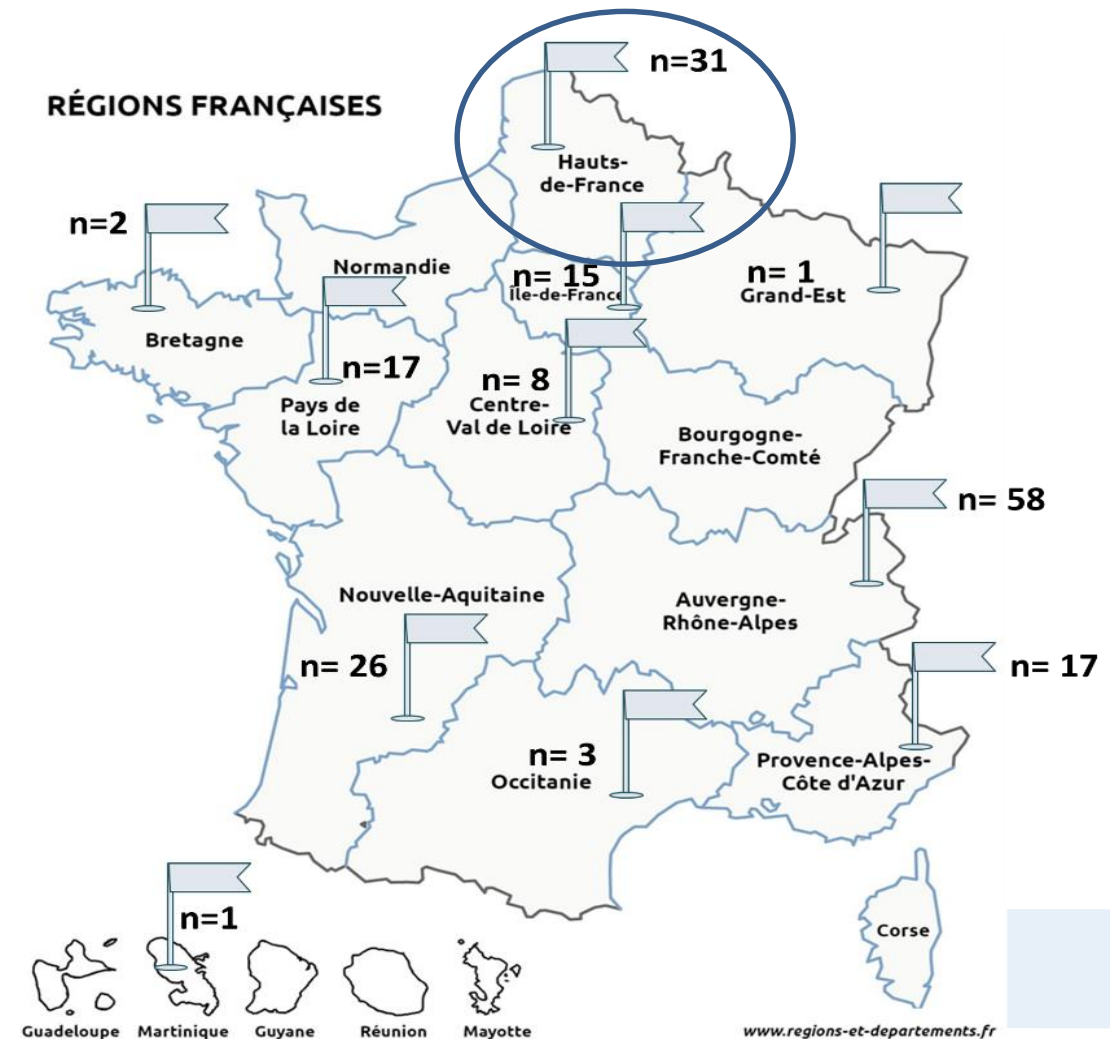 n=31
RÉGIONS FRANÇAISES
Hauts-
de-France
n=2
Normandie
n= 15
Île-de-France
n= 1
Grand-Est
Bretagne
n=17
Pays de
la Loire
n= 8
Centre-
Val de Loire
Bourgogne-
Franche-Comté
n= 58
Nouvelle-Aquitaine
Auvergne-
Rhône-Alpes
n= 26
n= 17
n= 3
Occitanie
Provence-Alpes-
Côte d'Azur
n=1
Corse
Guadeloupe
Martinique
Guyane
Réunion
Mayotte
www.regions-et-departements.fr